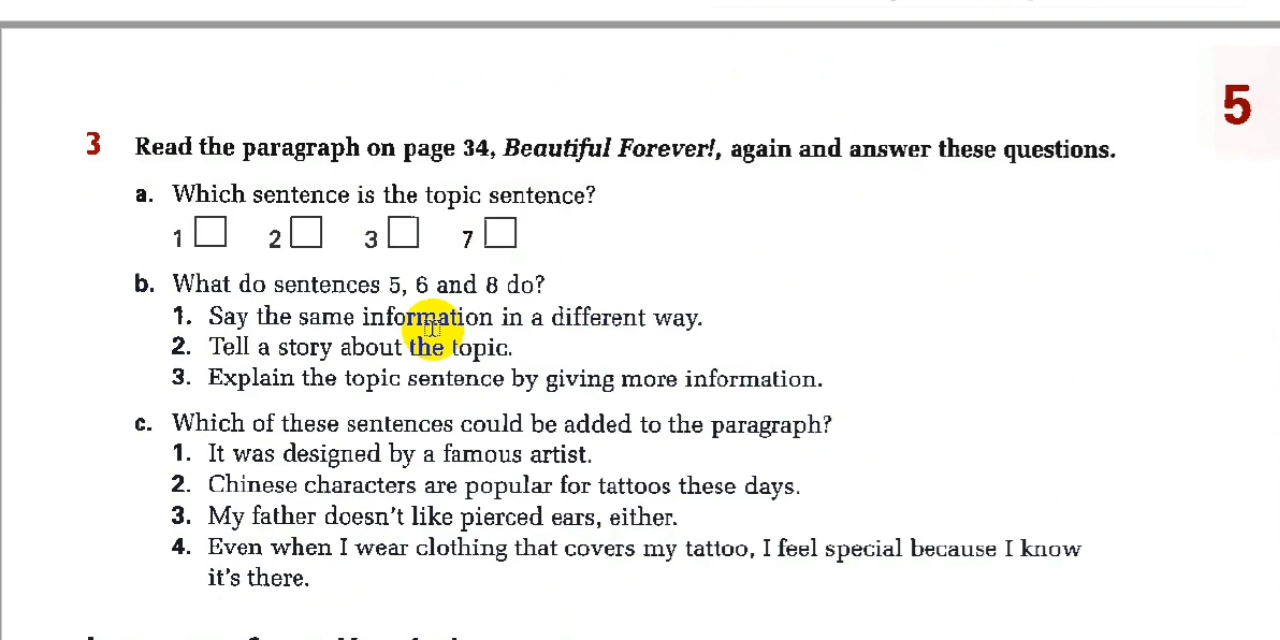 5
3 Read the paragraph on page 34, Beautiful Forever!, again and answer these questions.
a. Which sentence is the topic sentence?
1 2 3 7
b. What do sentences 5, 6 and 8 do?
1. Say the same information in a different way.
2. Tell a story about the topic.
3. Explain the topic sentence by giving more information.
c. Which of these sentences could be added to the paragraph?
1. It was designed by a famous artist.
2. Chinese characters are popular for tattoos these days.
3. My father doesn't like pierced ears, either.
4. Even when I wear clothing that covers my tattoo, I feel special because I know
it's there.